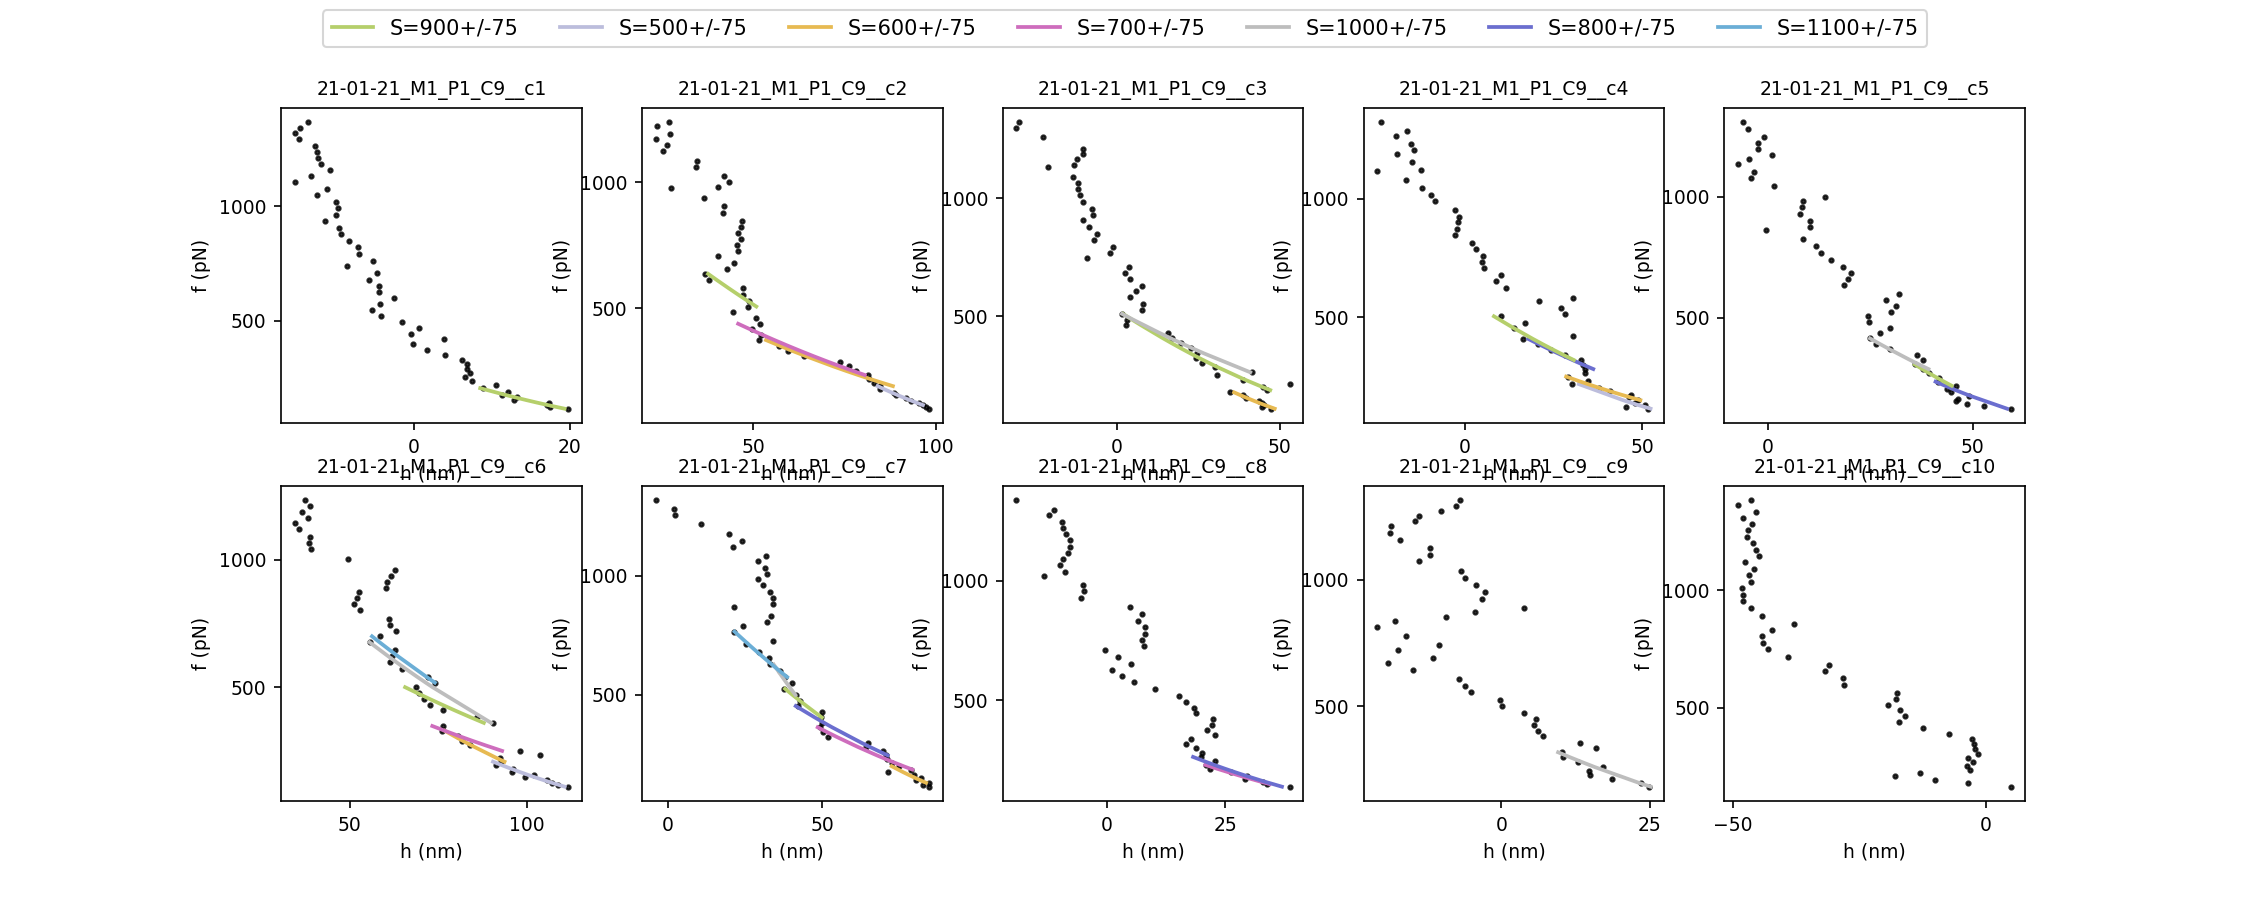 S=900+/-75 S=500+/-75 S=600+/-75 S=700+/-75 S=1000+/-75 S=800+/-75 S=1100+/-75
21-01-21_M1_P1_C9__c1
f (pN)
1000
500
0 20
h (nm)
21-01-21_M1_P1_C9__c2
f (pN)
1000
500
50 100
h (nm)
21-01-21_M1_P1_C9__c3
f (pN)
1000
500
0 50
h (nm)
21-01-21_M1_P1_C9__c4
f (pN)
1000
500
0 50
h (nm)
21-01-21_M1_P1_C9__c5
f (pN)
1000
500
0 50
h (nm)
21-01-21_M1_P1_C9__c6
f (pN)
1000
500
50 100
h (nm)
21-01-21_M1_P1_C9__c7
f (pN)
1000
500
0 50
h (nm)
21-01-21_M1_P1_C9__c8
f (pN)
1000
500
0 25
h (nm)
21-01-21_M1_P1_C9__c9
f (pN)
1000
500
0 25
h (nm)
21-01-21_M1_P1_C9__c10
f (pN)
1000
500
−50 0
h (nm)